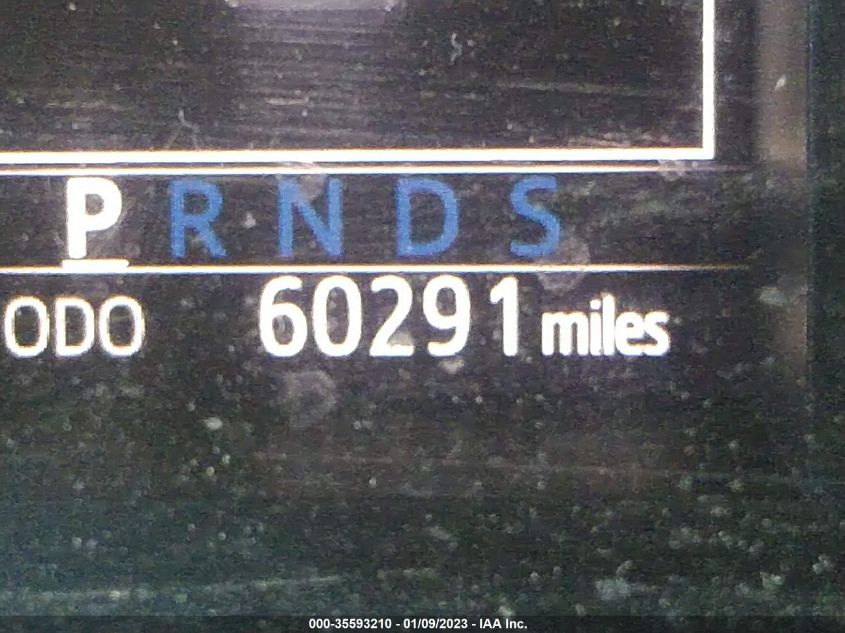 P R N D S
ODO 60291 miles
000-35593210 - 01/09/2023 - IAA Inc.